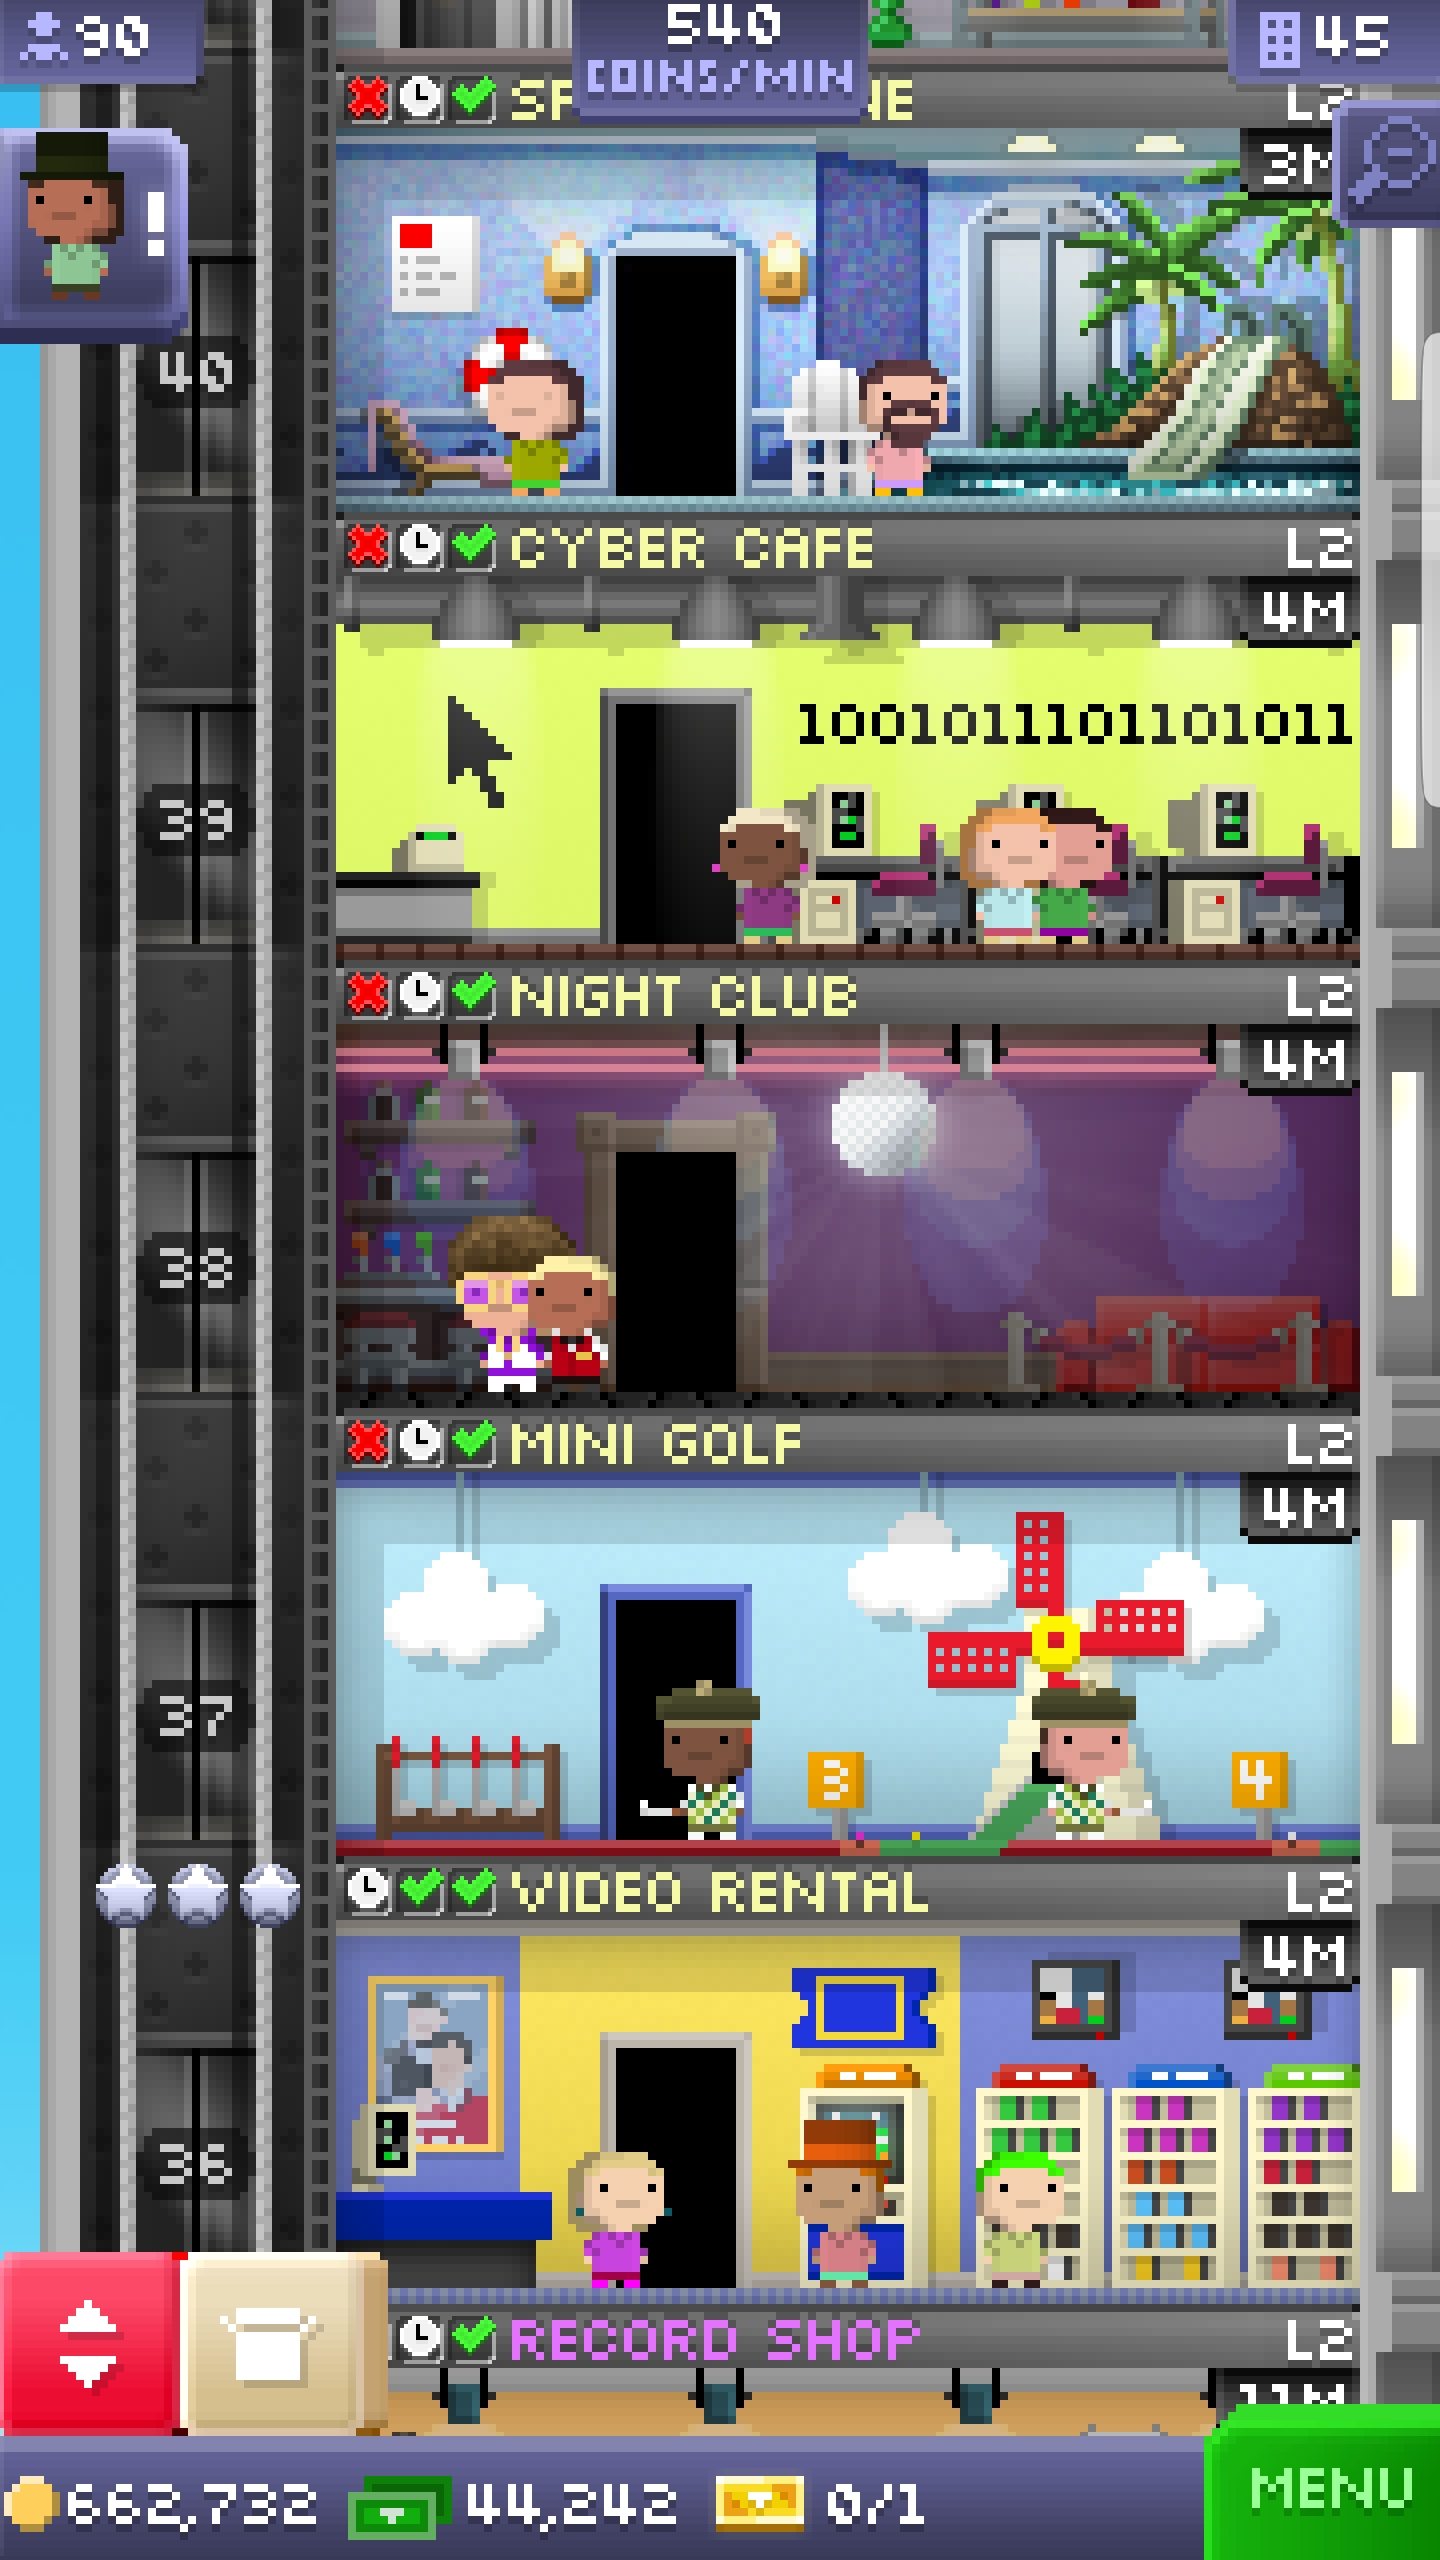 90
540
COINS/MIN
45
L2
3M
40
CYBER CAFE L2
4M
100101110110101011
39
NIGHT CLUB L2
4M
38
MINI GOLF L2
4M
37
3
4
VIDEO RENTAL L2
4M
36
RECORD SHOP L2
11M
662,732 44,242 0/1
MENU